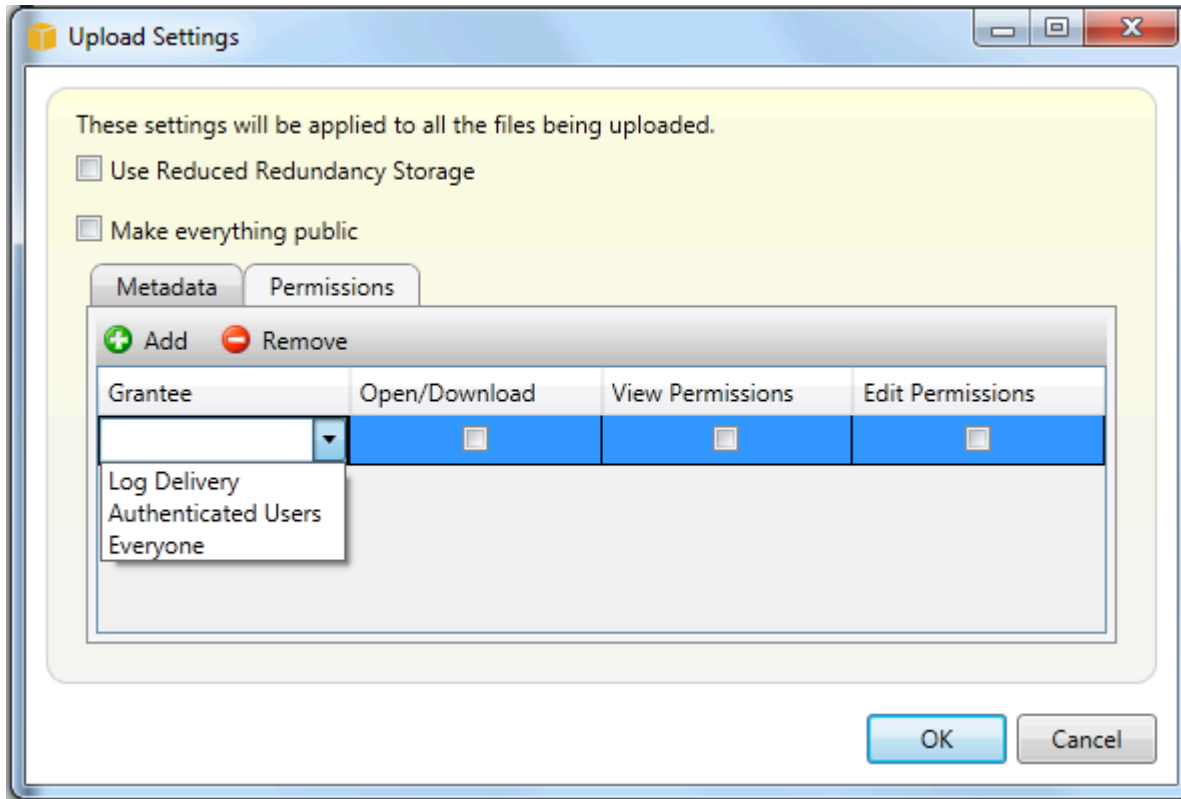 Upload Settings
These settings will be applied to all the files being uploaded.
Use Reduced Redundancy Storage
Make everything public
Metadata Permissions
Add Remove
Grantee Open/Download View Permissions Edit Permissions
Log Delivery
Authenticated Users
Everyone
OK Cancel